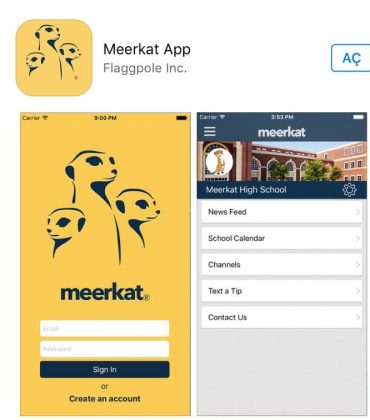 Meerkat App
Flaggpole Inc.
AÇ
Carrier 9:00 PM
meerkat®
Email
Password
Sign In
or
Create an account
Carrier 3:53 PM
meerkat
Meerkat High School
News Feed
School Calendar
Channels
Text a Tip
Contact Us